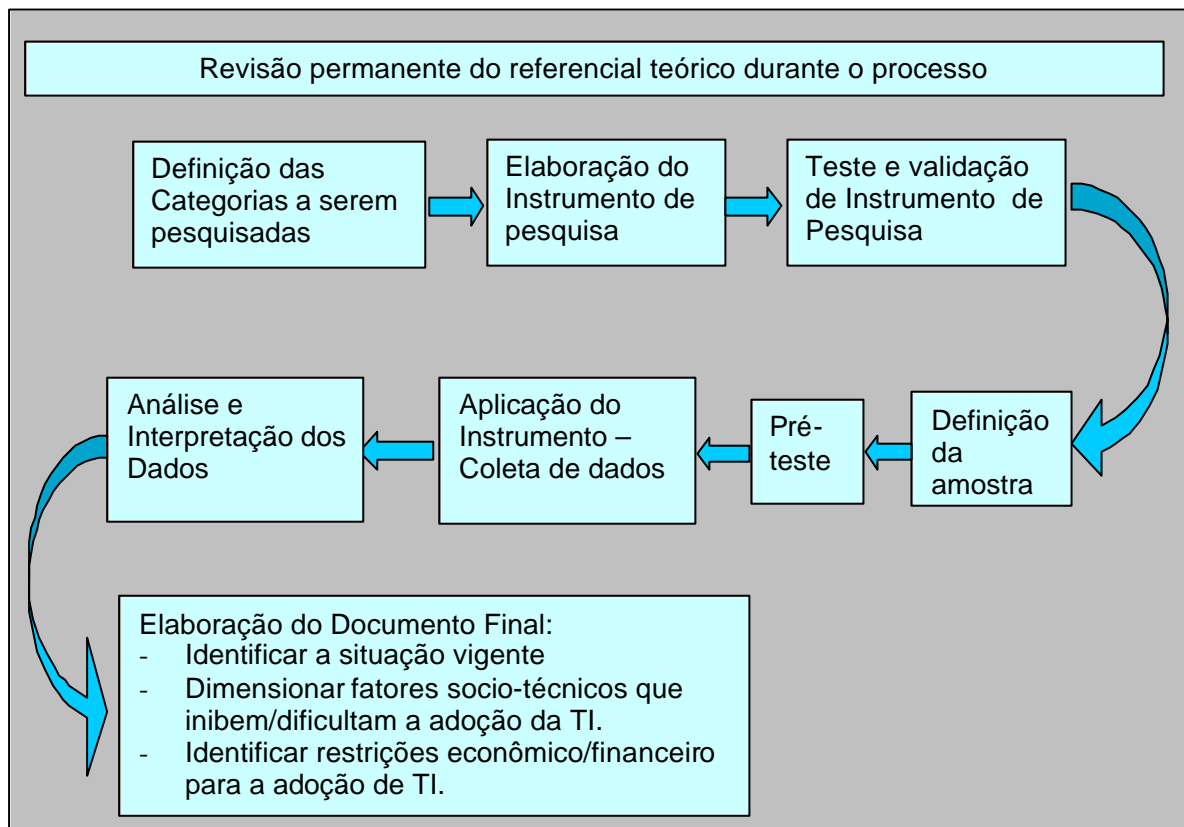 Revisão permanente do referencial teórico durante o processo
Definição das
Categorias a serem
pesquisadas
Elaboração do
Instrumento de
pesquisa
Teste e validação
de Instrumento de
Pesquisa
Definição
da
amostra
Pré-
teste
Aplicação do
Instrumento –
Coleta de dados
Análise e
Interpretação dos
Dados
Elaboração do Documento Final:
- Identificar a situação vigente
- Dimensionar fatores socio-técnicos que
inibem/dificultam a adoção da TI.
- Identificar restrições econômico/financeiro
para a adoção de TI.